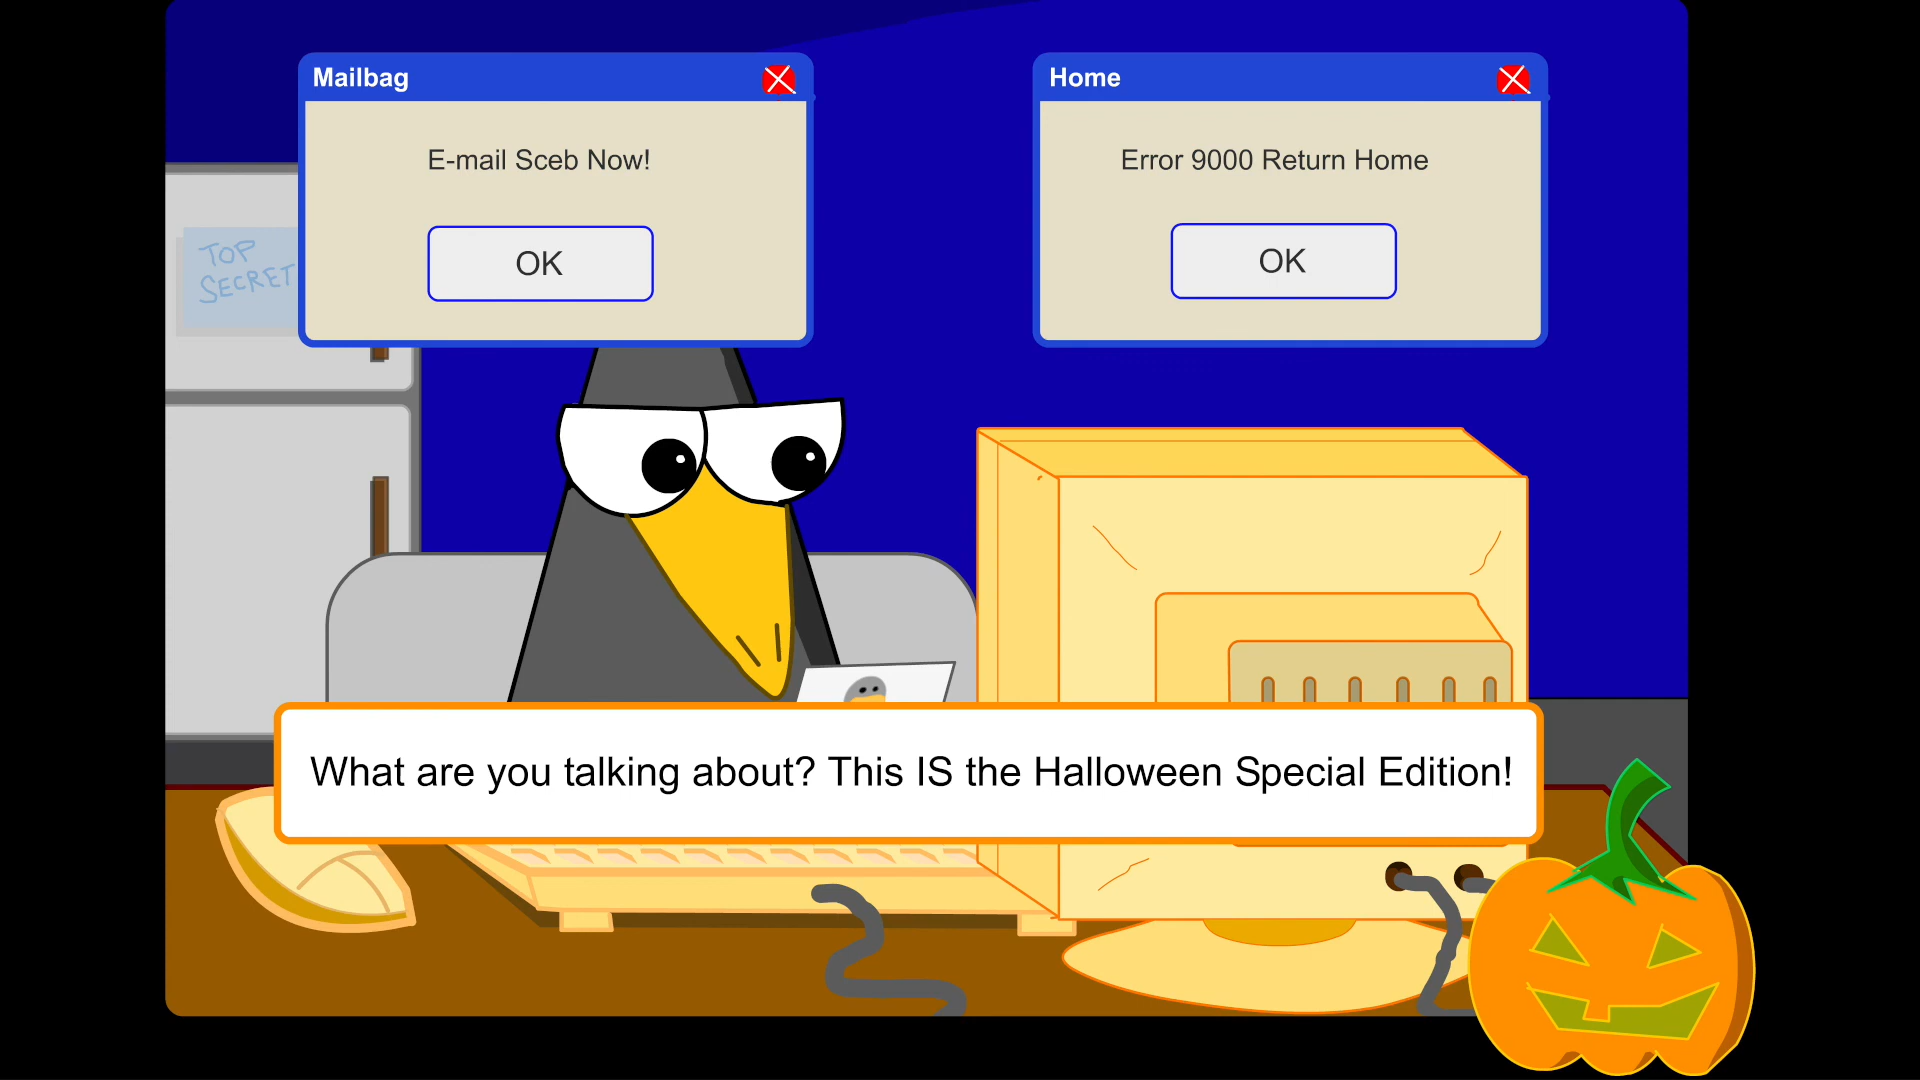 Mailbag
E-mail Sceb Now!
OK
Home
Error 9000 Return Home
OK
TOP
SECRET
What are you talking about? This IS the Halloween Special Edition!